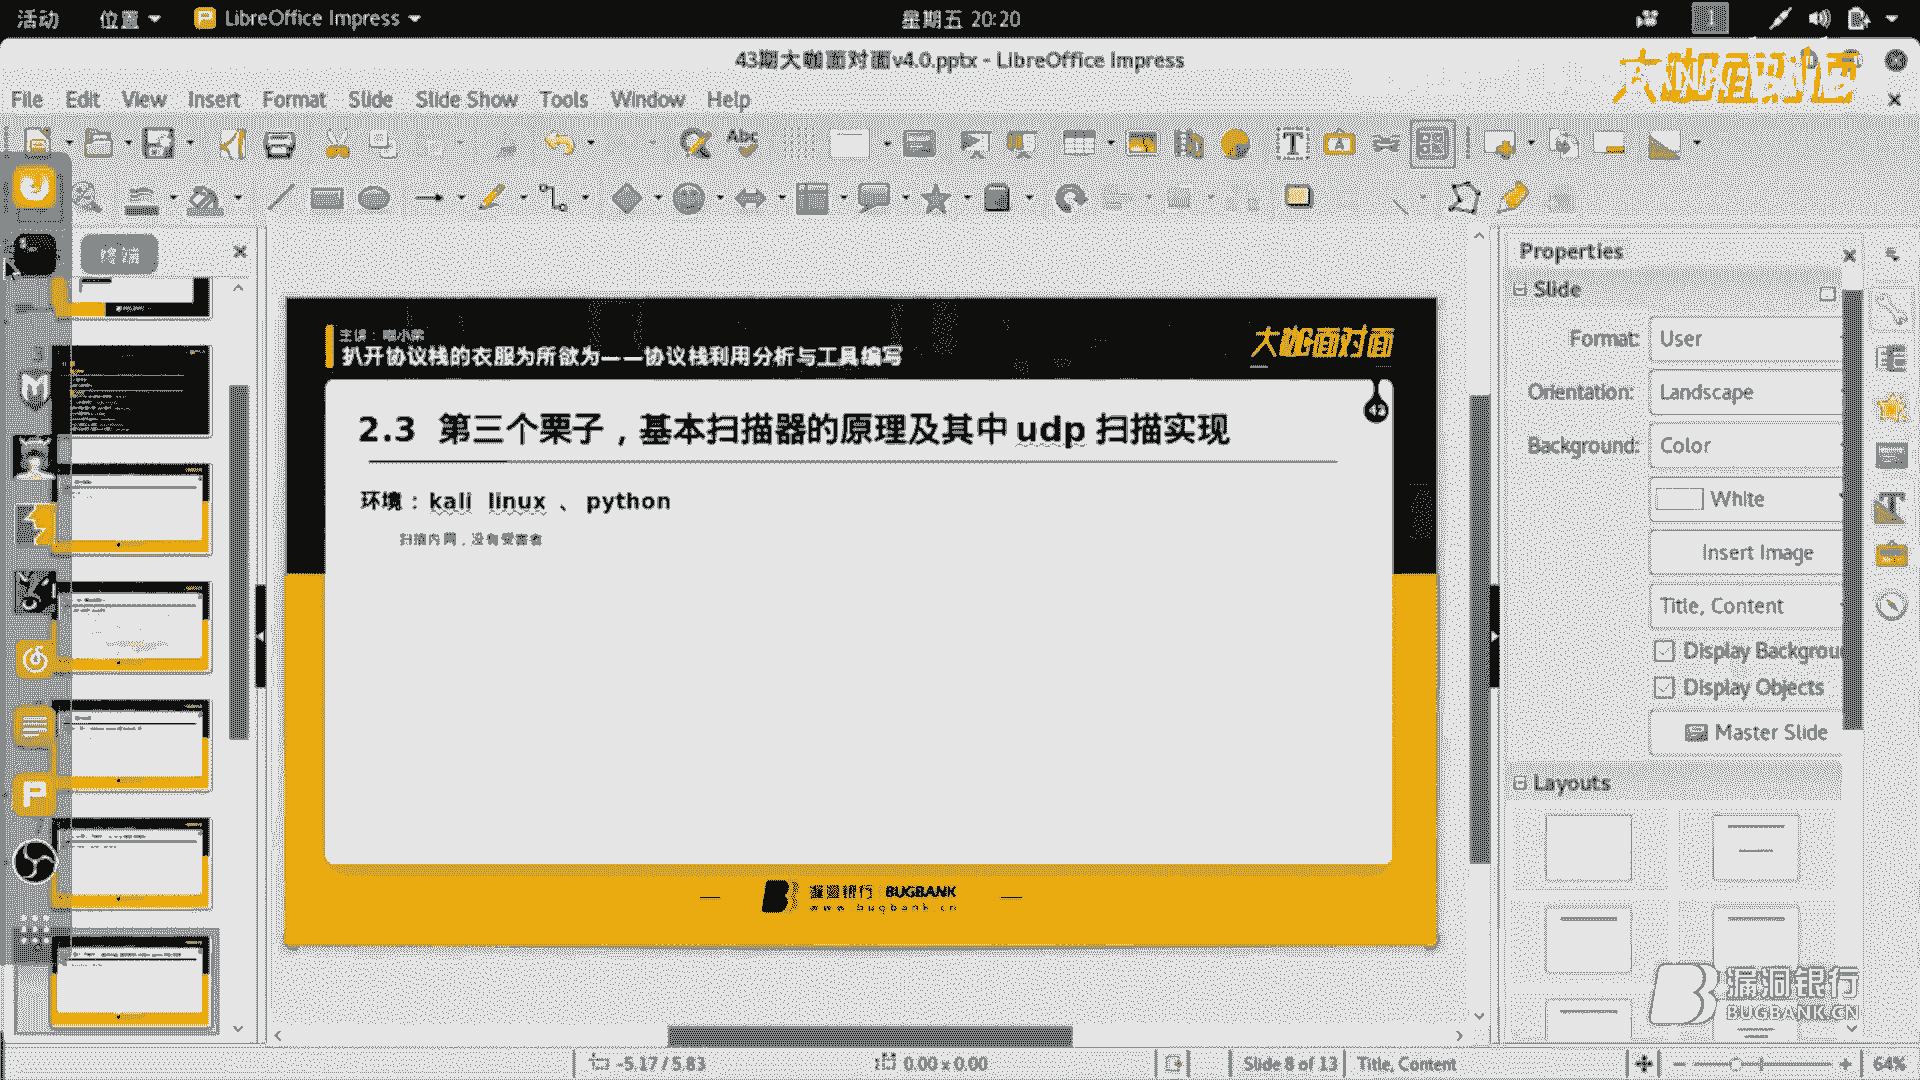 活动 位置 LibreOffice Impress 星期五 20:20 1
43期大咖面对面v4.0.pptx - LibreOffice Impress
大咖面对面
File Edit View Insert Format Slide Slide Show Tools Window Help
终端
Properties
Slide
Format: User
Orientation: Landscape
Background: Color
White
Insert Image
Title, Content
Display Backgrou
Display Objects
Master Slide
Layouts
扒开协议栈的衣服为所欲为——协议栈利用分析与工具编写
大咖面对面
2.3 第三个栗子，基本扫描器的原理及其中 udp 扫描实现
环境：kali linux 、 python
扫描内网，没有受害者
漏洞银行 BUGBANK
www.bugbank.cn
漏洞银行
BUGBANK.CN
-5.17 / 5.83 0.00 x 0.00 Slide 8 of 13 Title, Content 64%